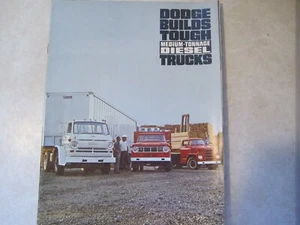 DODGE
BUILDS
TOUGH
MEDIUM-TONNAGE
DIESEL
TRUCKS